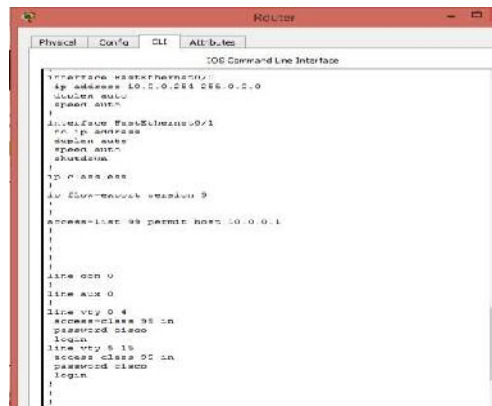 Router
Physical Config CLI Attributes
IOS Command Line Interface
interface FastEthernet0/
ip address 10.0.0.254 255.0.0.0
duplex auto
speed auto
!
interface FastEthernet0/1
no ip address
duplex auto
speed auto
shutdown
!
ip classless
!
ip flow-export version 9
!
!
access-list 99 permit host 10.0.0.1
!
!
!
!
!
line con 0
!
line aux 0
!
line vty 0 4
access-class 99 in
password cisco
login
line vty 5 15
access-class 99 in
password cisco
login
!
!
!